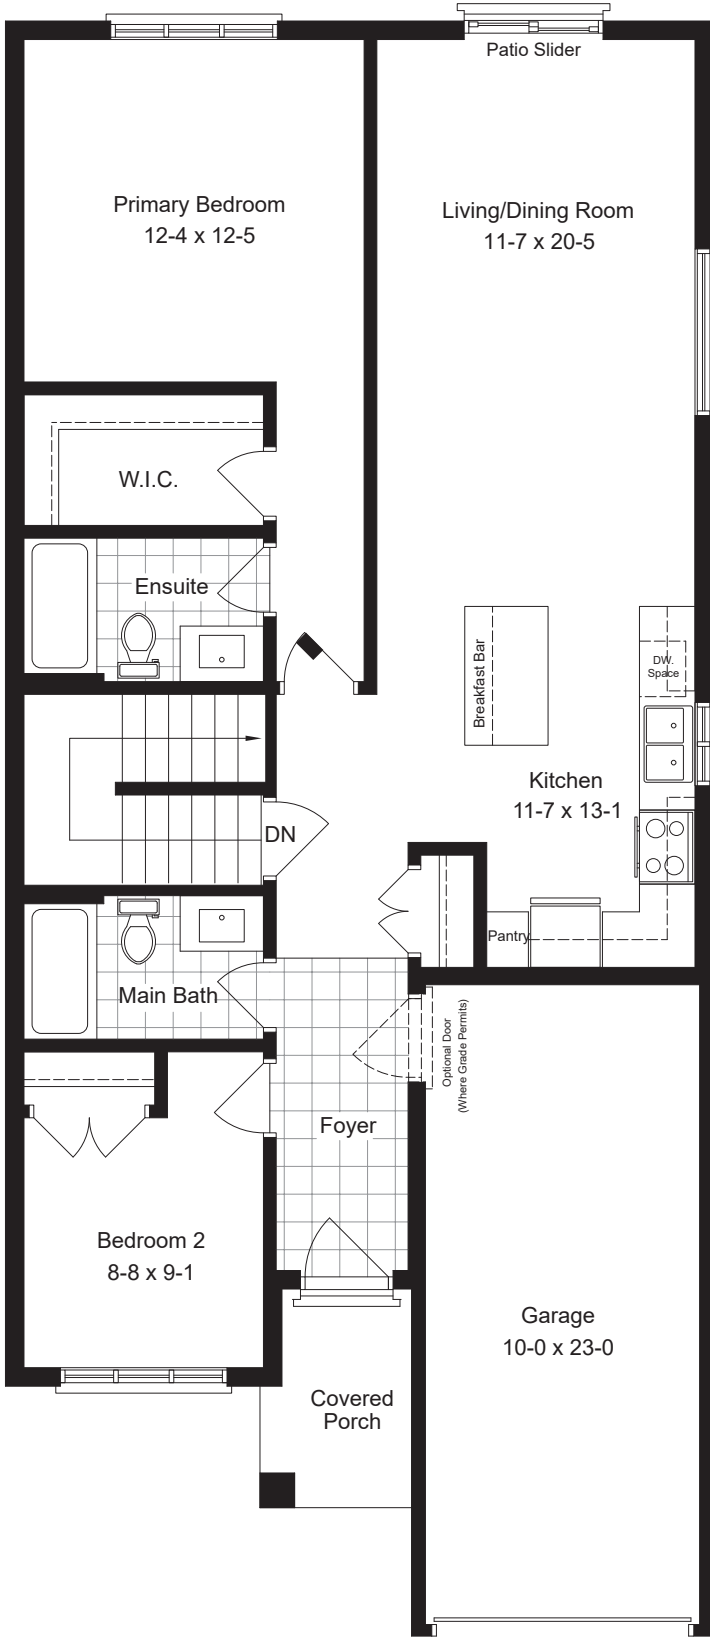 Patio Slider
Primary Bedroom
12-4 x 12-5
Living/Dining Room
11-7 x 20-5
W.I.C.
Ensuite
Breakfast Bar
DW.
Space
Kitchen
11-7 x 13-1
DN
Pantry
Main Bath
Optional Door
(Where Grade Permits)
Foyer
Bedroom 2
8-8 x 9-1
Garage
10-0 x 23-0
Covered
Porch